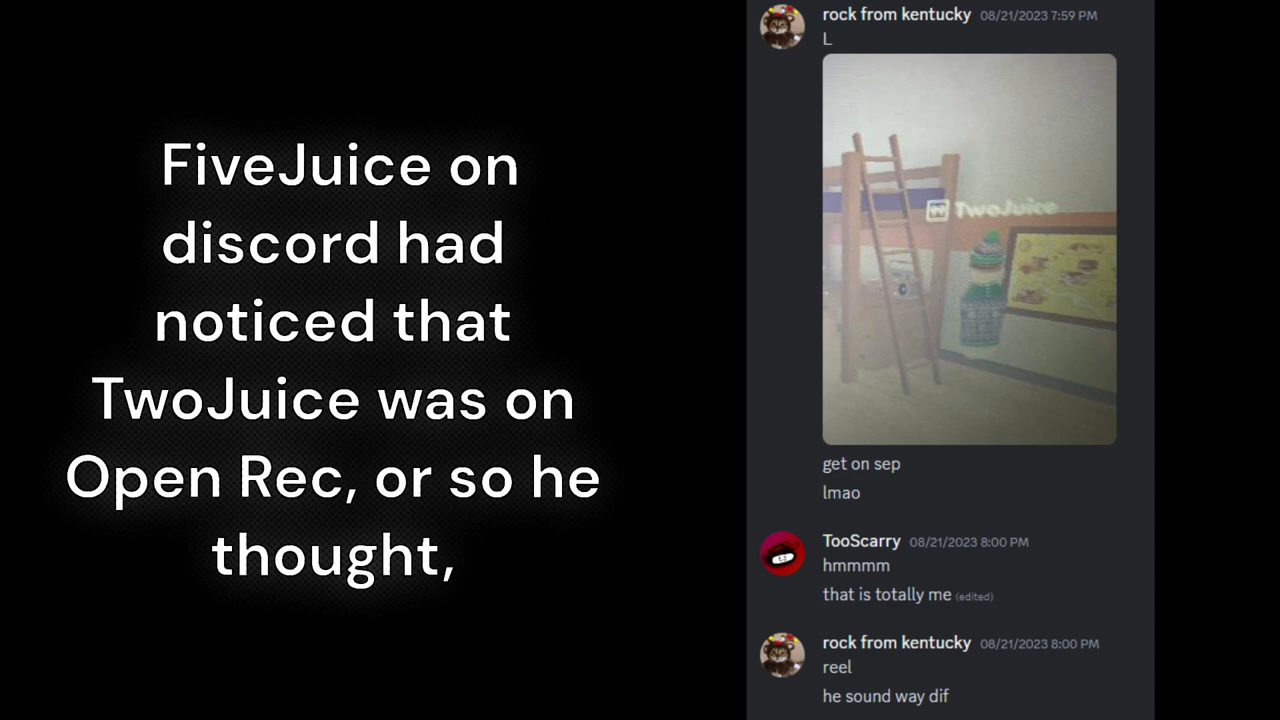 FiveJuice on
discord had
noticed that
TwoJuice was on
Open Rec, or so he
thought,
rock from kentucky 08/21/2023 7:59 PM
L
TwoJuice
get on sep
lmao
TooScarry 08/21/2023 8:00 PM
hmmmm
that is totally me (edited)
rock from kentucky 08/21/2023 8:00 PM
reel
he sound way dif